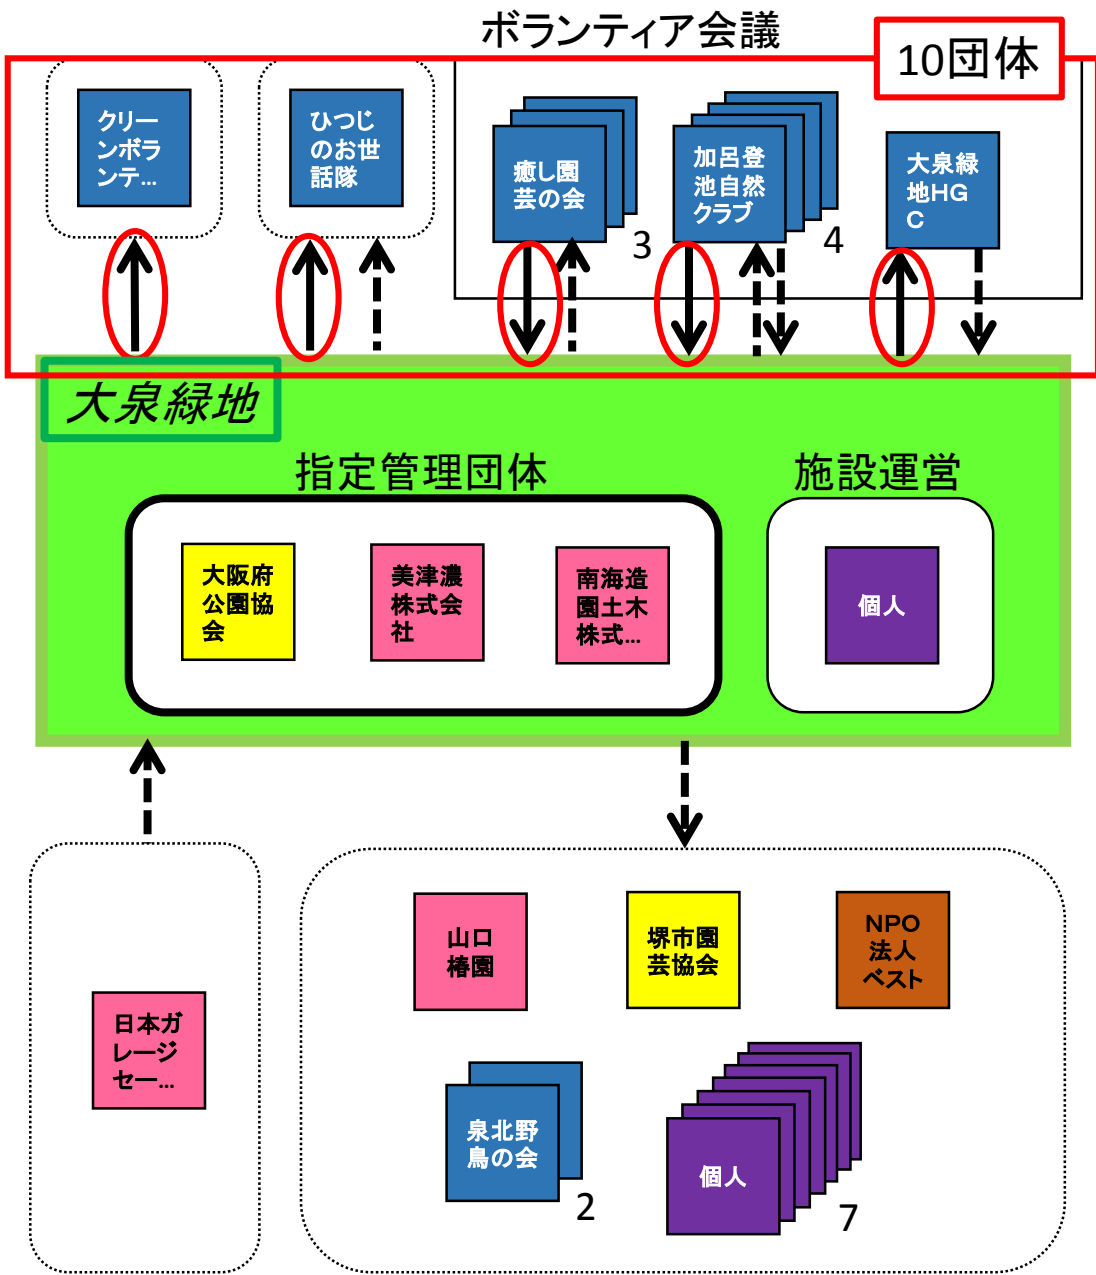 ボランティア会議
10団体
クリー
ンボラ
ンテ...
ひつじ
のお世
話隊
癒し園
芸の会
3
加呂登
池自然
クラブ
4
大泉緑
地HG
C
大泉緑地
指定管理団体
施設運営
大阪府
公園協
会
美津濃
株式会
社
南海造
園土木
株式...
個人
日本ガ
レージ
セー...
山口
椿園
堺市園
芸協会
NPO
法人
ベスト
泉北野
鳥の会
2
個人
7